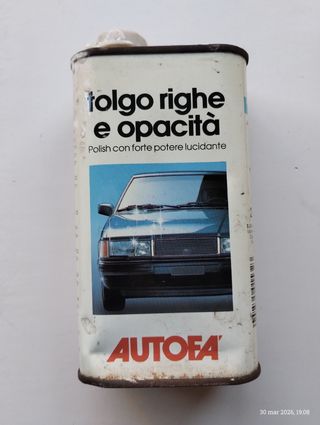 tolgo righe
e opacità
Polish con forte potere lucidante
AUTOFA'
30 mar 2026, 19:08